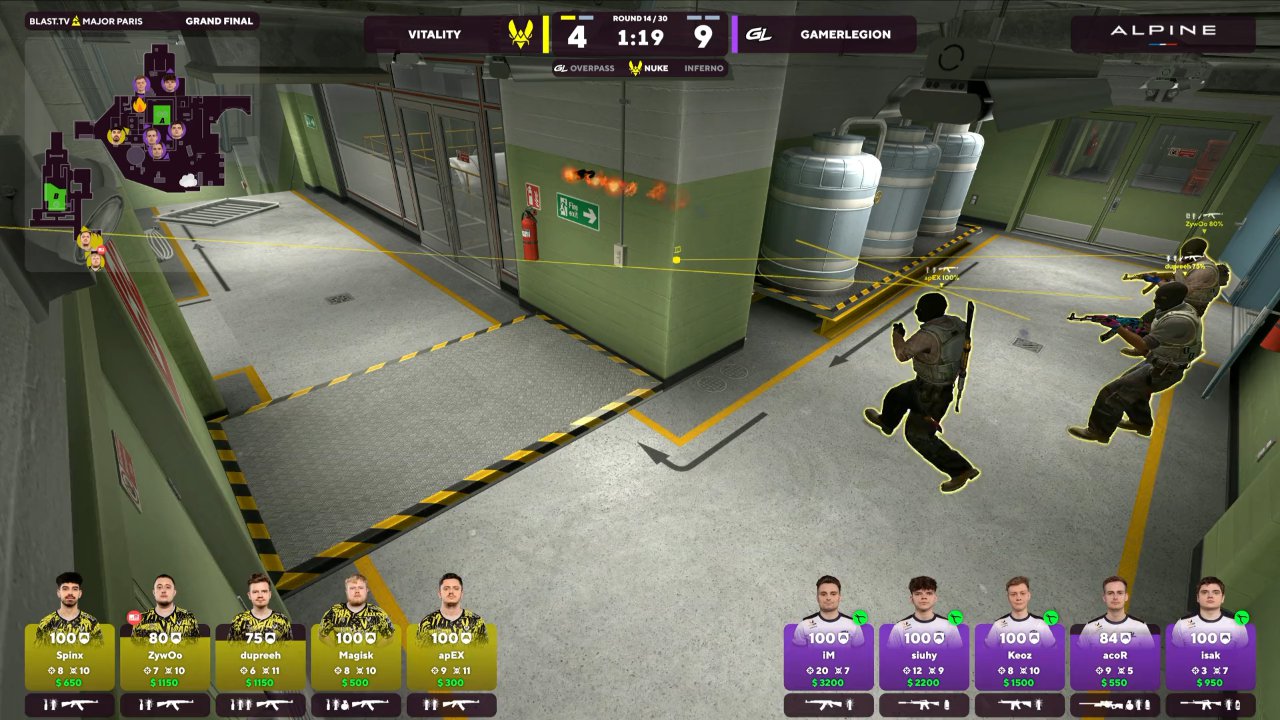 BLAST.TV MAJOR PARIS GRAND FINAL
VITALITY 4 ROUND 14 / 30 1:19 9 GL GAMERLEGION
ALPINE
GL OVERPASS NUKE INFERNO
Fire exit
ZywOo 80%
dupreeh 75%
apEX 100%
100 80 75 100 100 100 100 100 84 100
Spinx ZywOo dupreeh Magisk apEX iM siuhy Keoz acoR isak
8 10 7 10 6 11 8 10 9 11 20 7 12 9 8 10 9 5 3 7
$650 $1150 $1150 $500 $300 $3200 $2200 $1500 $550 $950